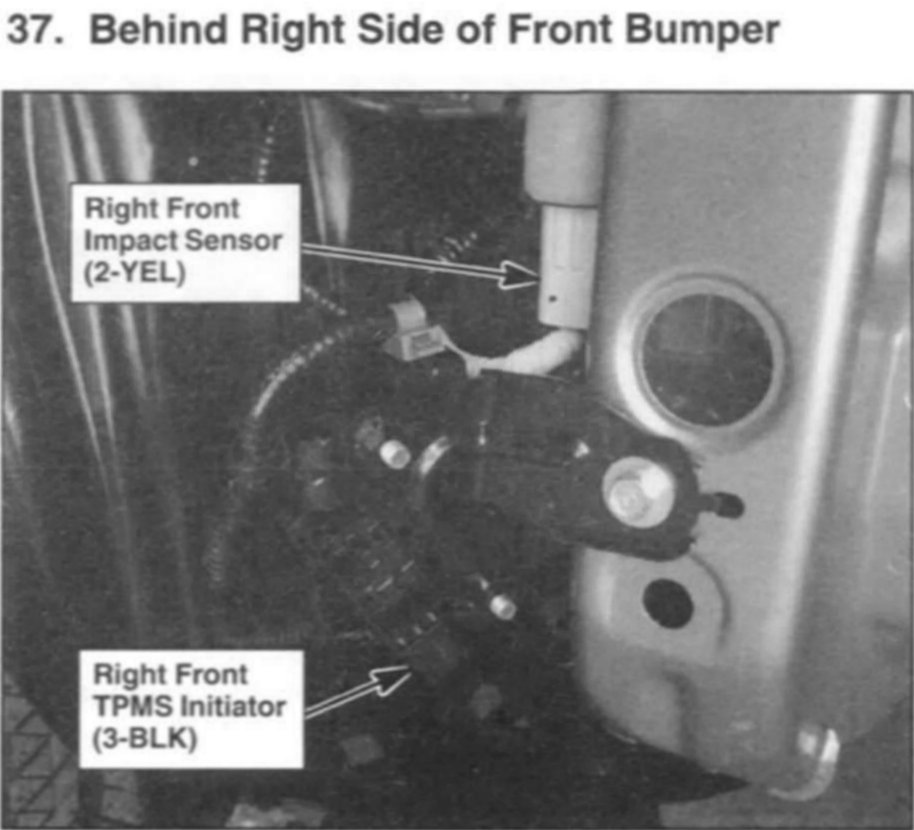 37. Behind Right Side of Front Bumper
Right Front
Impact Sensor
(2-YEL)
Right Front
TPMS Initiator
(3-BLK)